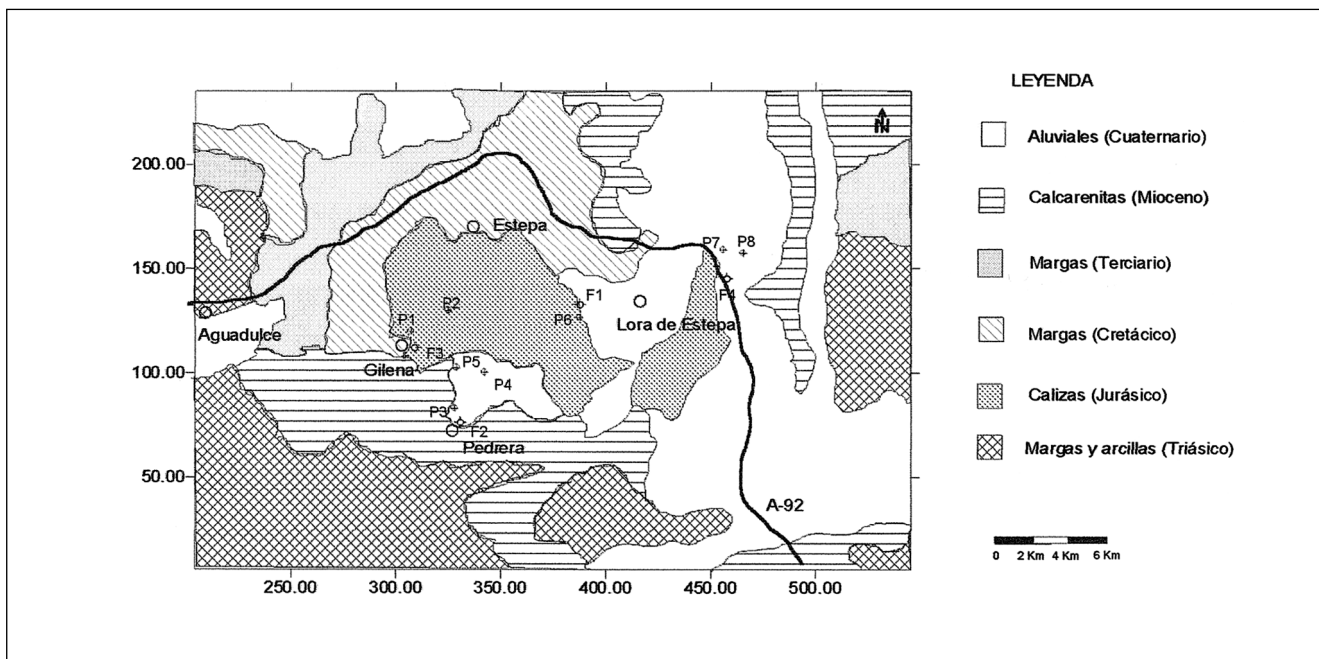 LEYENDA
Aluviales (Cuaternario)
Calcarenitas (Mioceno)
Margas (Terciario)
Margas (Cretácico)
Calizas (Jurásico)
Margas y arcillas (Triásico)
0 2 Km 4 Km 6 Km
N
200.00
150.00
100.00
50.00
250.00
300.00
350.00
400.00
450.00
500.00
Estepa
P7
P8
F4
F1
P6
Lora de Estepa
P2
P1
Aguadulce
F3
Gilena
P5
P4
P3
F2
Pedrera
A-92